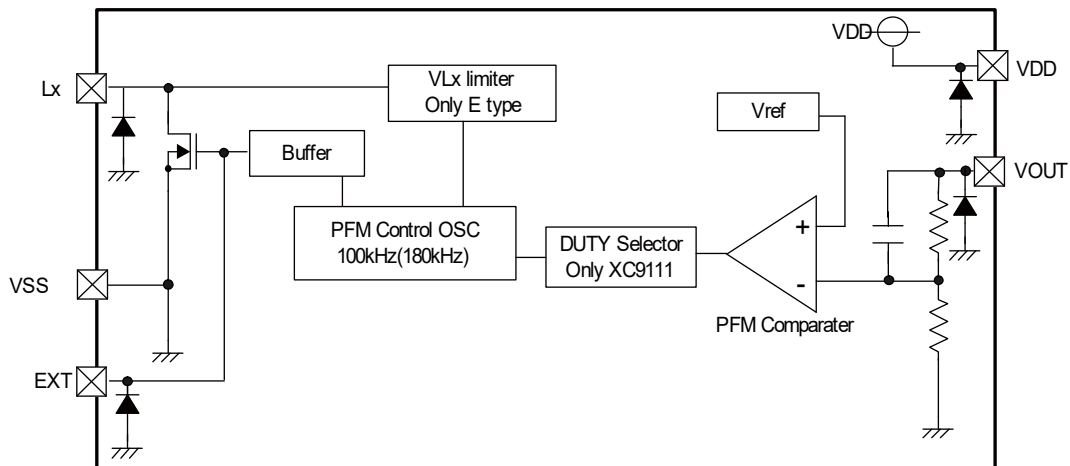 VDD
Lx
VLx limiter
Only E type
VDD
Vref
Buffer
VOUT
PFM Control OSC
100kHz(180kHz)
+
DUTY Selector
Only XC9111
-
VSS
PFM Comparater
EXT